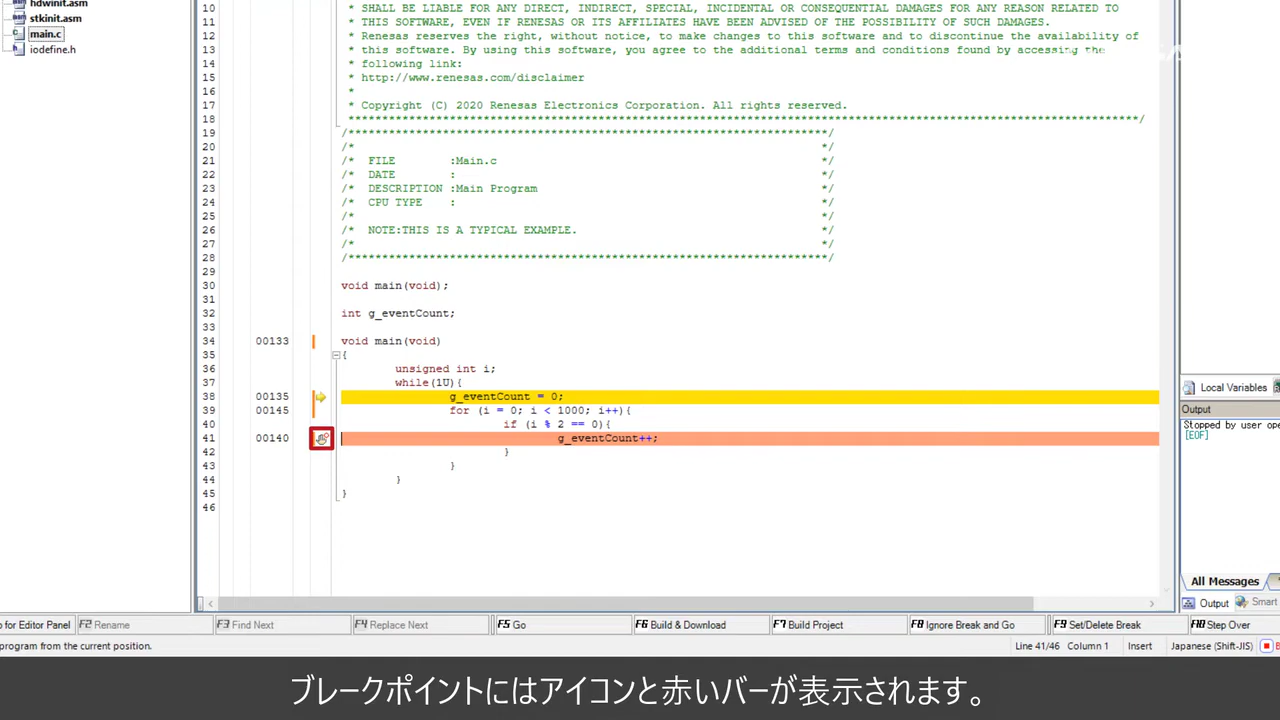 hdwinit.asm
stkinit.asm
main.c
iodefine.h
10 * SHALL BE LIABLE FOR ANY DIRECT, INDIRECT, SPECIAL, INCIDENTAL OR CONSEQUENTIAL DAMAGES FOR ANY REASON RELATED TO
11 * THIS SOFTWARE, EVEN IF RENESAS OR ITS AFFILIATES HAVE BEEN ADVISED OF THE POSSIBILITY OF SUCH DAMAGES.
12 * Renesas reserves the right, without notice, to make changes to this software and to discontinue the availability of
13 * this software. By using this software, you agree to the additional terms and conditions found by accessing the
14 * following link:
15 * http://www.renesas.com/disclaimer
16 *
17 * Copyright (C) 2020 Renesas Electronics Corporation. All rights reserved.
18 *********************************************************************************************************************/
19 /************************************************************************/
20 /* */
21 /* FILE :Main.c */
22 /* DATE : */
23 /* DESCRIPTION :Main Program */
24 /* CPU TYPE : */
25 /* */
26 /* NOTE:THIS IS A TYPICAL EXAMPLE. */
27 /* */
28 /************************************************************************/
29
30 void main(void);
31
32 int g_eventCount;
33
34 00133 void main(void)
35 {
36 unsigned int i;
37 while(1U){
38 00135 g_eventCount = 0;
39 00145 for (i = 0; i < 1000; i++){
40 if (i % 2 == 0){
41 00140 g_eventCount++;
42 }
43 }
44 }
45 }
46
Local Variables
Output
Stopped by user ope
[EOF]
All Messages
Output Smart
p for Editor Panel F2 Rename F3 Find Next F4 Replace Next F5 Go F6 Build & Download F7 Build Project F8 Ignore Break and Go F9 Set/Delete Break F10 Step Over
program from the current position. Line 41/46 Column 1 Insert Japanese (Shift-JIS)
ブレークポイントにはアイコンと赤いバーが表示されます。